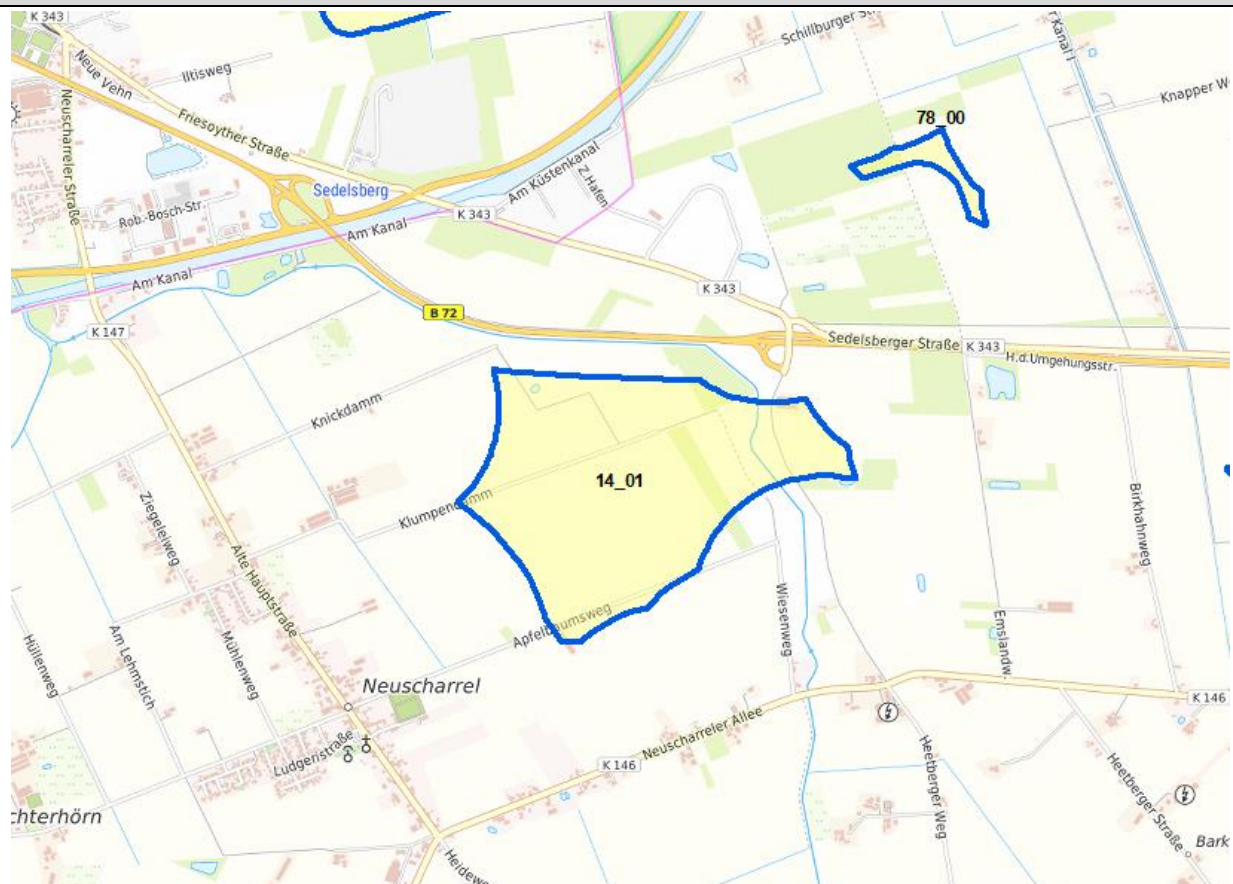 K 343
Iltisweg
Neue Vehn
Friesoyther Straße
Neuscharreler Straße
Schillburger
Kanal I
Knapper
78_00
Sedelsberg
Am Küstenkanal
Z.Hafen
Rob.-Bosch-Str.
K 343
Am Kanal
Am Kanal
K 343
B 72
K 147
Sedelsberger Straße
K 343
H.d.Umgehungsstr.
Knickdamm
14_01
Klumpendamm
Ziegeleiweg
Alte Hauptstraße
Birkhahnweg
Apfelbaumsweg
Wiesenweg
Emslandw.
Hüllenweg
Am Lehmstich
Mühlenweg
Neuscharrel
K 146
Neuscharreler Allee
Ludgeristraße
K 146
Heetberger Weg
Heetberger Straße
chterhörn
Bark
Heidewe